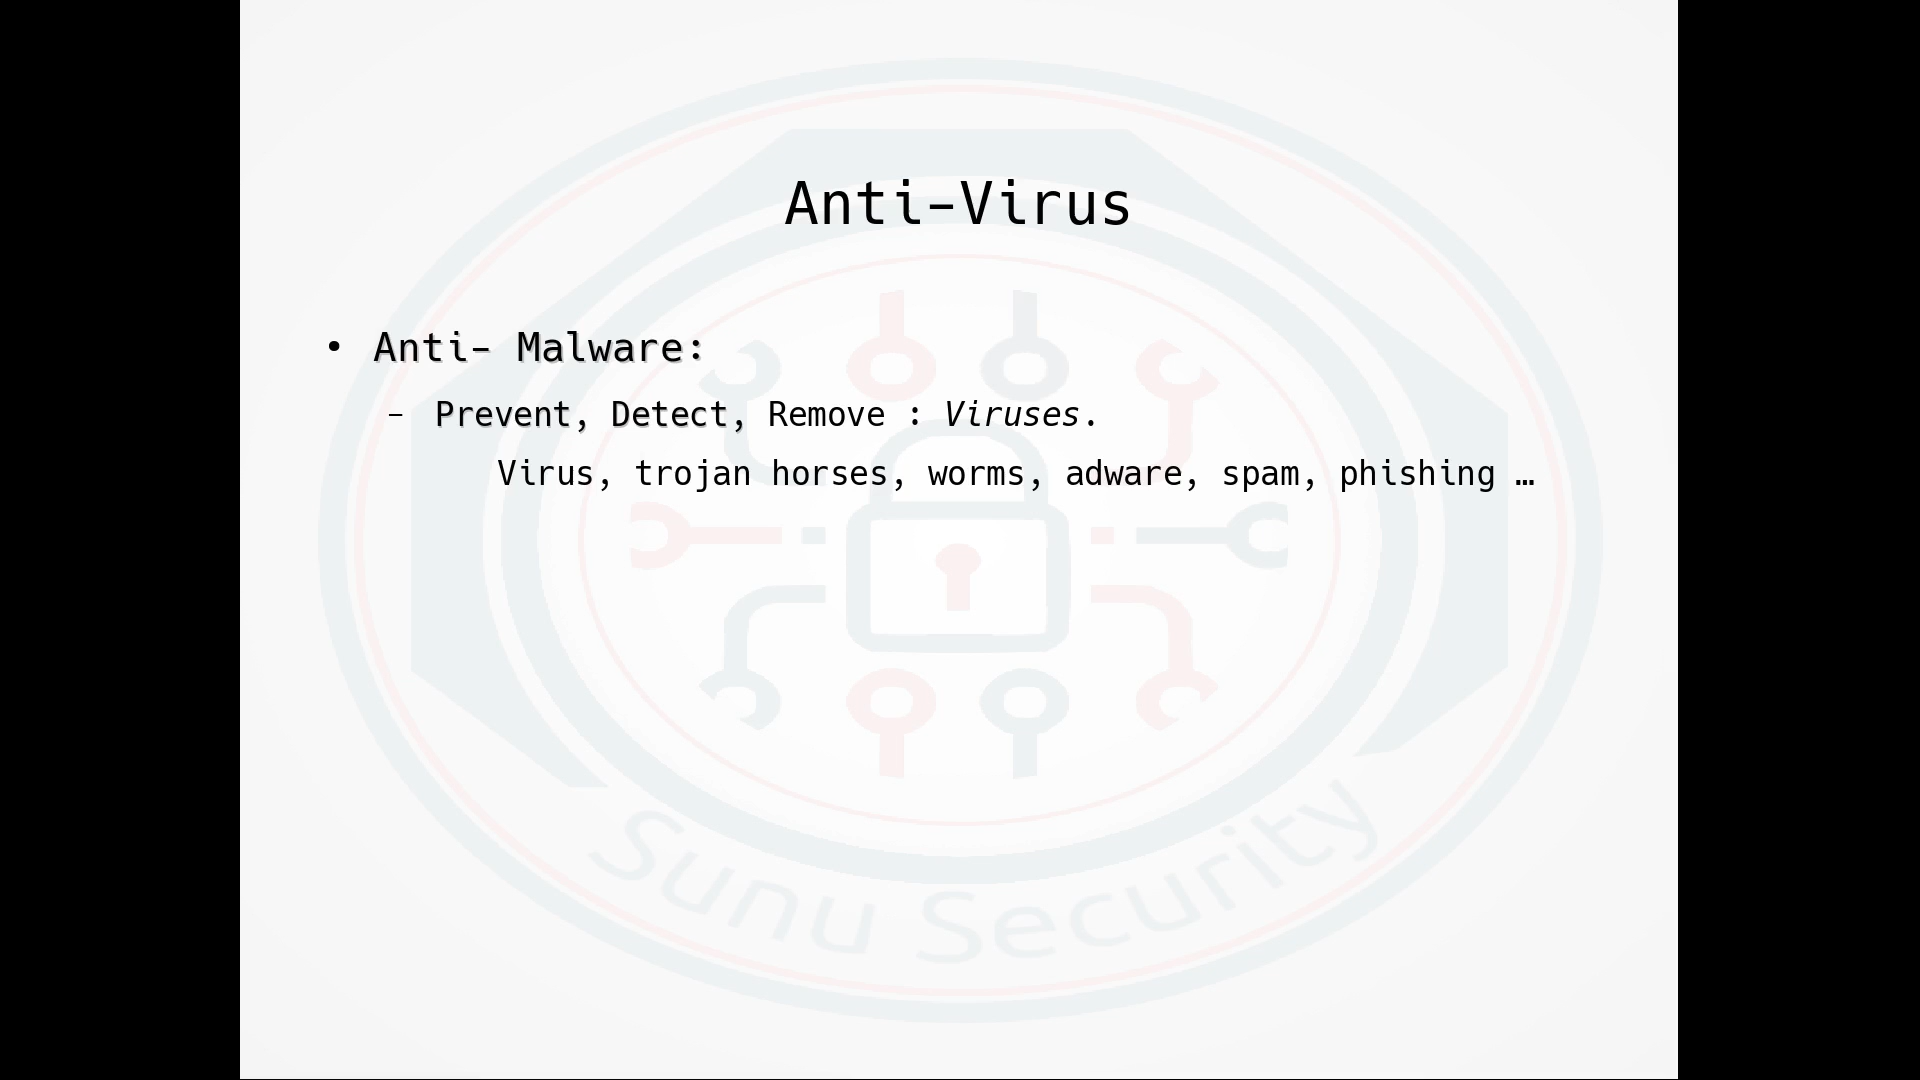 Anti-Virus
• Anti- Malware:
– Prevent, Detect, Remove : Viruses.
Virus, trojan horses, worms, adware, spam, phishing …
Sunu Security